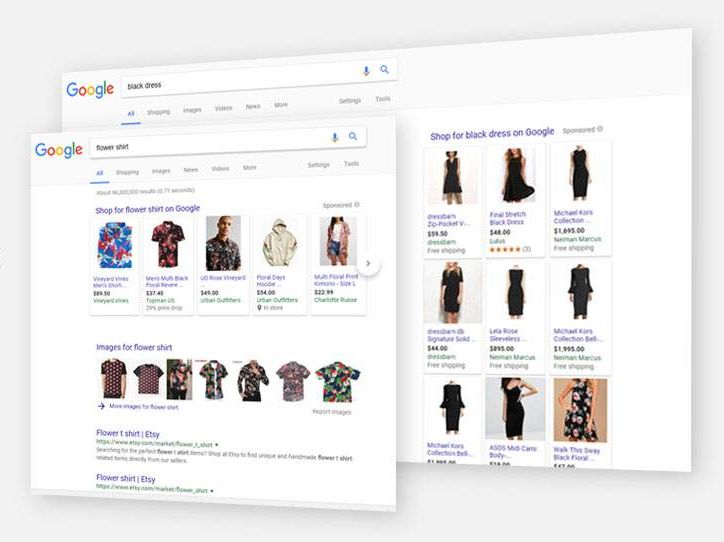 Google
black dress
All Shopping Images Videos News More Settings Tools
Shop for black dress on Google Sponsored
dressbarn
Zip-Pocket V-...
$59.50
dressbarn
Free shipping
Final Stretch
Black Dress
$48.00
Lulus
(3)
Michael Kors
Collection ...
$1,695.00
Neiman Marcus
Free shipping
dressbarn db
Signature Solid ...
$44.00
dressbarn
Free shipping
Lela Rose
Sleeveless ...
$895.00
Neiman Marcus
Free shipping
Michael Kors
Collection Bell-...
$1,995.00
Neiman Marcus
Free shipping
Michael Kors
Collection Bell-...
$1,995.00
ASOS Midi Cami
Body-...
$19.00
Walk This Way
Black Floral ...
$47.00
Google
flower shirt
All Shopping Images News Videos More Settings Tools
About 96,300,000 results (0.71 seconds)
Shop for flower shirt on Google Sponsored
Vineyard Vines
Men's Short-...
$89.50
Vineyard Vines
Mens Multi Black
Floral Revere ...
$37.40
Topman US
29% price drop
UO Rose Vineyard
...
$49.00
Urban Outfitters
Floral Days
Hoodie ...
$54.00
Urban Outfitters
In store
Multi Floral Print
Kimono - Size L
$22.99
Charlotte Russe
Images for flower shirt
More images for flower shirt Report images
Flower t shirt | Etsy
https://www.etsy.com/market/flower_t_shirt
Searching for the perfect flower t shirt items? Shop at Etsy to find unique and handmade flower t shirt
related items directly from our sellers.
Flower shirt | Etsy
https://www.etsy.com/market/flower_shirt